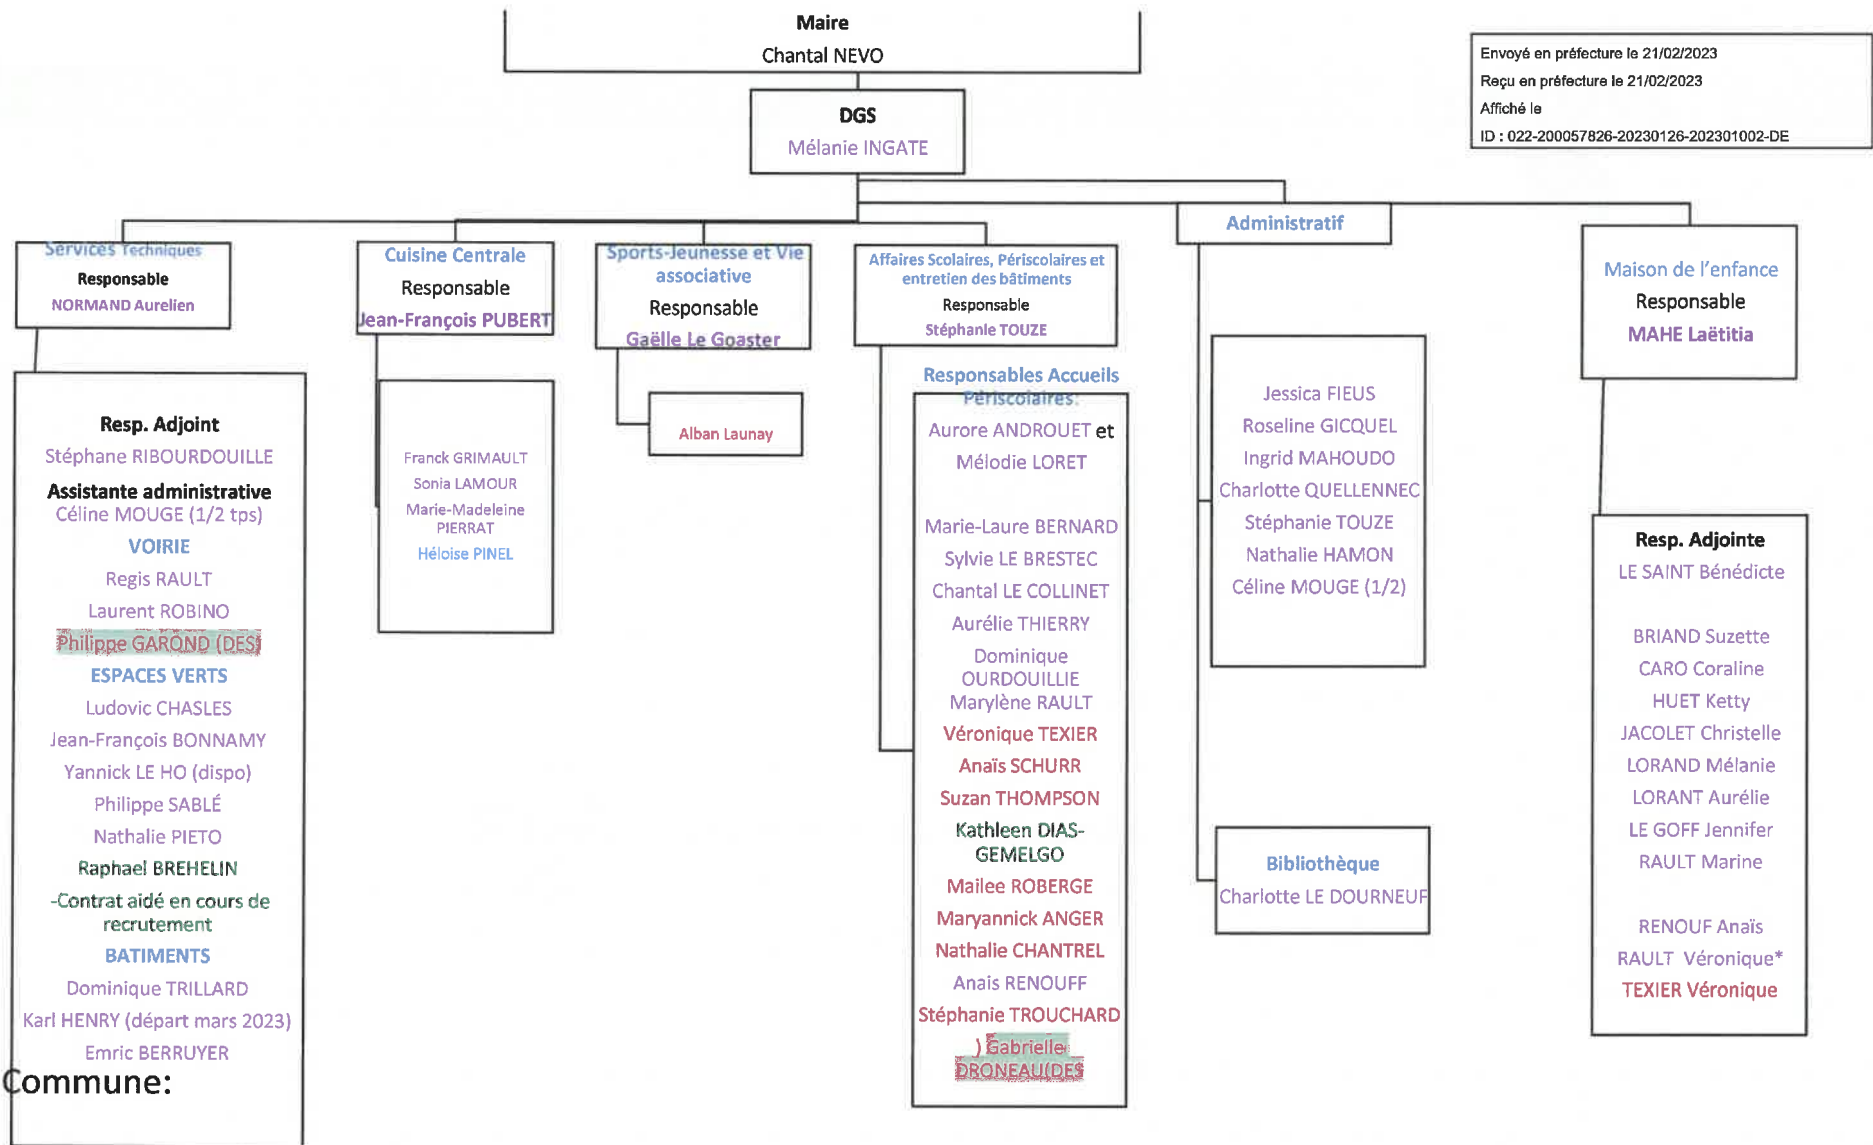 Maire
Chantal NEVO
Envoyé en préfecture le 21/02/2023
Reçu en préfecture le 21/02/2023
Affiché le
ID : 022-200057826-20230126-202301002-DE
DGS
Mélanie INGATE
Services Techniques
Responsable
NORMAND Aurelien
Cuisine Centrale
Responsable
Jean-François PUBERT
Sports-Jeunesse et Vie
associative
Responsable
Gaëlle Le Goaster
Affaires Scolaires, Périscolaires et
entretien des bâtiments
Responsable
Stéphanie TOUZE
Administratif
Maison de l'enfance
Responsable
MAHE Laëtitia
Resp. Adjoint
Stéphane RIBOURDOUILLE
Assistante administrative
Céline MOUGE (1/2 tps)
VOIRIE
Regis RAULT
Laurent ROBINO
Philippe GAROND (DES)
ESPACES VERTS
Ludovic CHASLES
Jean-François BONNAMY
Yannick LE HO (dispo)
Philippe SABLÉ
Nathalie PIETO
Raphael BREHELIN
-Contrat aidé en cours de
recrutement
BATIMENTS
Dominique TRILLARD
Karl HENRY (départ mars 2023)
Emric BERRUYER
Franck GRIMAULT
Sonia LAMOUR
Marie-Madeleine
PIERRAT
Héloise PINEL
Alban Launay
Responsables Accueils
Périscolaires:
Aurore ANDROUET et
Mélodie LORET
Marie-Laure BERNARD
Sylvie LE BRESTEC
Chantal LE COLLINET
Aurélie THIERRY
Dominique
OURDOUILLIE
Marylène RAULT
Véronique TEXIER
Anaïs SCHURR
Suzan THOMPSON
Kathleen DIAS-
GEMELGO
Mailee ROBERGE
Maryannick ANGER
Nathalie CHANTREL
Anais RENOUFF
Stéphanie TROUCHARD
) Gabrielle
DRONEAU(DES
Jessica FIEUS
Roseline GICQUEL
Ingrid MAHOUDO
Charlotte QUELLENNEC
Stéphanie TOUZE
Nathalie HAMON
Céline MOUGE (1/2)
Bibliothèque
Charlotte LE DOURNEUF
Resp. Adjointe
LE SAINT Bénédicte
BRIAND Suzette
CARO Coraline
HUET Ketty
JACOLET Christelle
LORAND Mélanie
LORANT Aurélie
LE GOFF Jennifer
RAULT Marine
RENOUF Anaïs
RAULT Véronique*
TEXIER Véronique
Commune: